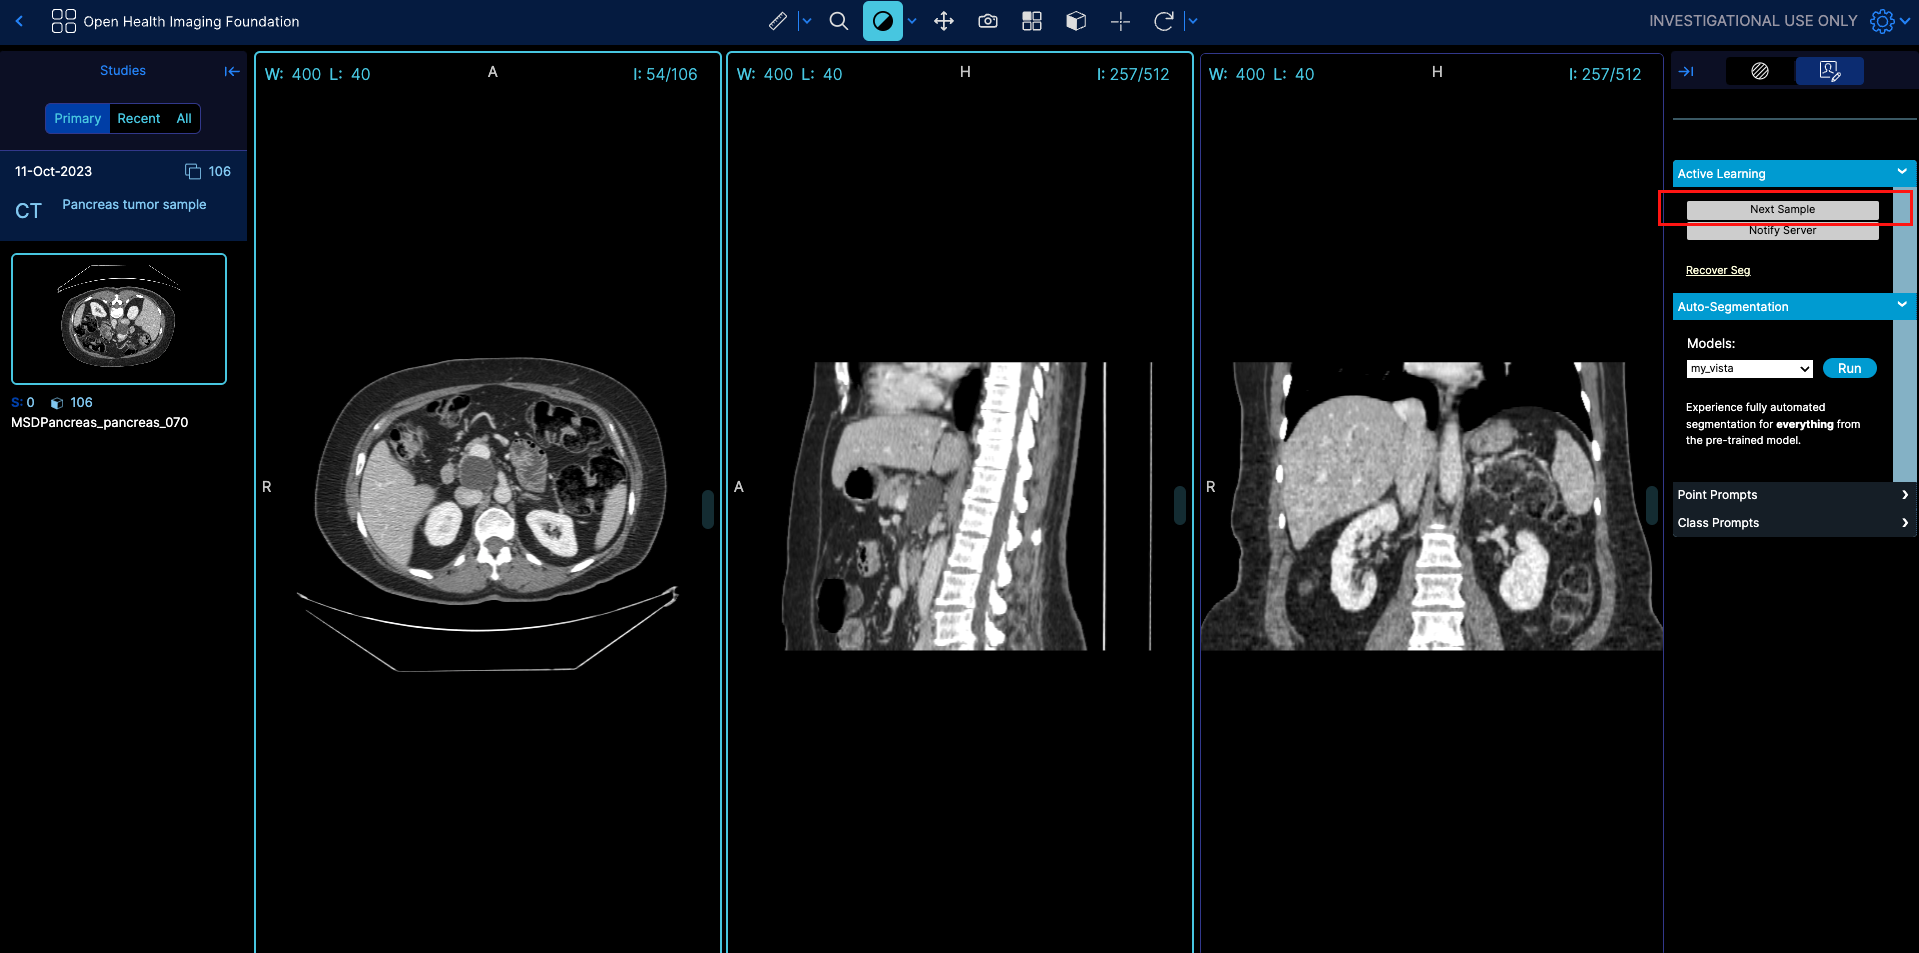 Open Health Imaging Foundation
INVESTIGATIONAL USE ONLY
Studies
Primary Recent All
11-Oct-2023 106
CT Pancreas tumor sample
S: 0 106
MSDPancreas_pancreas_070
W: 400 L: 40 A I: 54/106
R
W: 400 L: 40 H I: 257/512
A
W: 400 L: 40 H I: 257/512
R
Active Learning
Next Sample
Notify Server
Recover Seg
Auto-Segmentation
Models:
my_vista Run
Experience fully automated
segmentation for everything from
the pre-trained model.
Point Prompts
Class Prompts